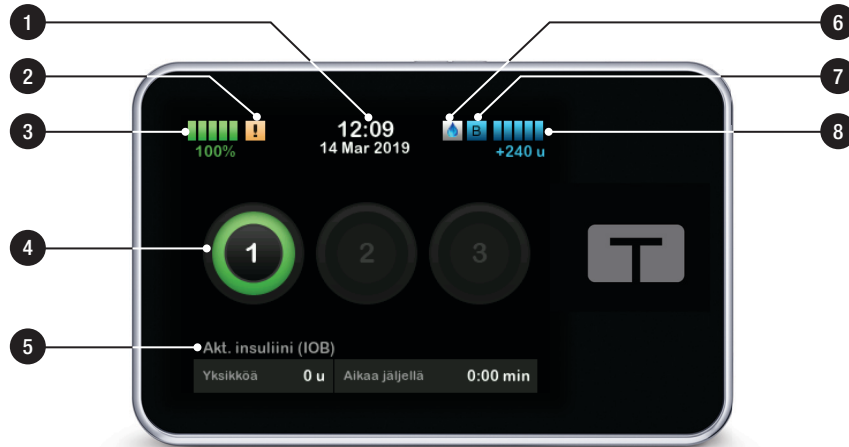 1
2
3
6
7
8
!
12:09
B
100%
14 Mar 2019
+240 u
4
1
2
3
T
5
Akt. insuliini (IOB)
Yksikköä 0 u Aikaa jäljellä 0:00 min